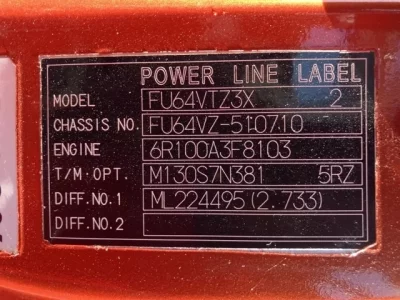 POWER LINE LABEL
MODEL FU64VTZ3X 2
CHASSIS NO. FU64VZ-510710
ENGINE 6R100A3F8103
T/M·OPT. M130S7N381 5RZ
DIFF.NO.1 ML224495(2.733)
DIFF.NO.2